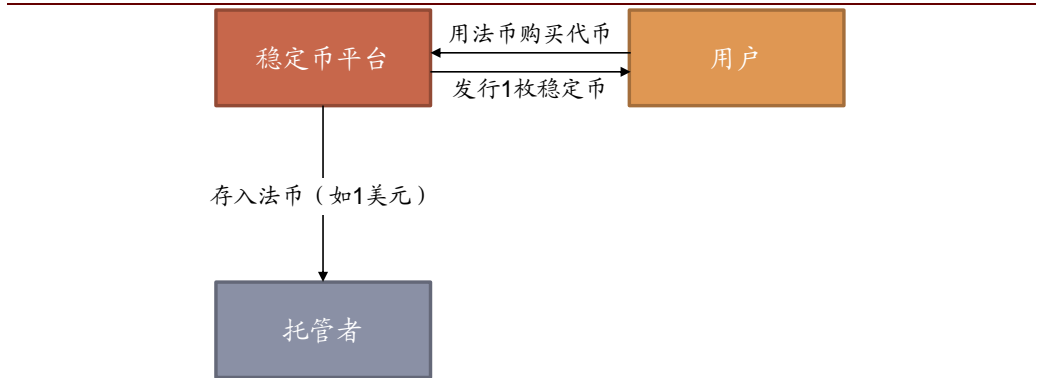 用法币购买代币
稳定币平台
用户
发行1枚稳定币
存入法币（如1美元）
托管者